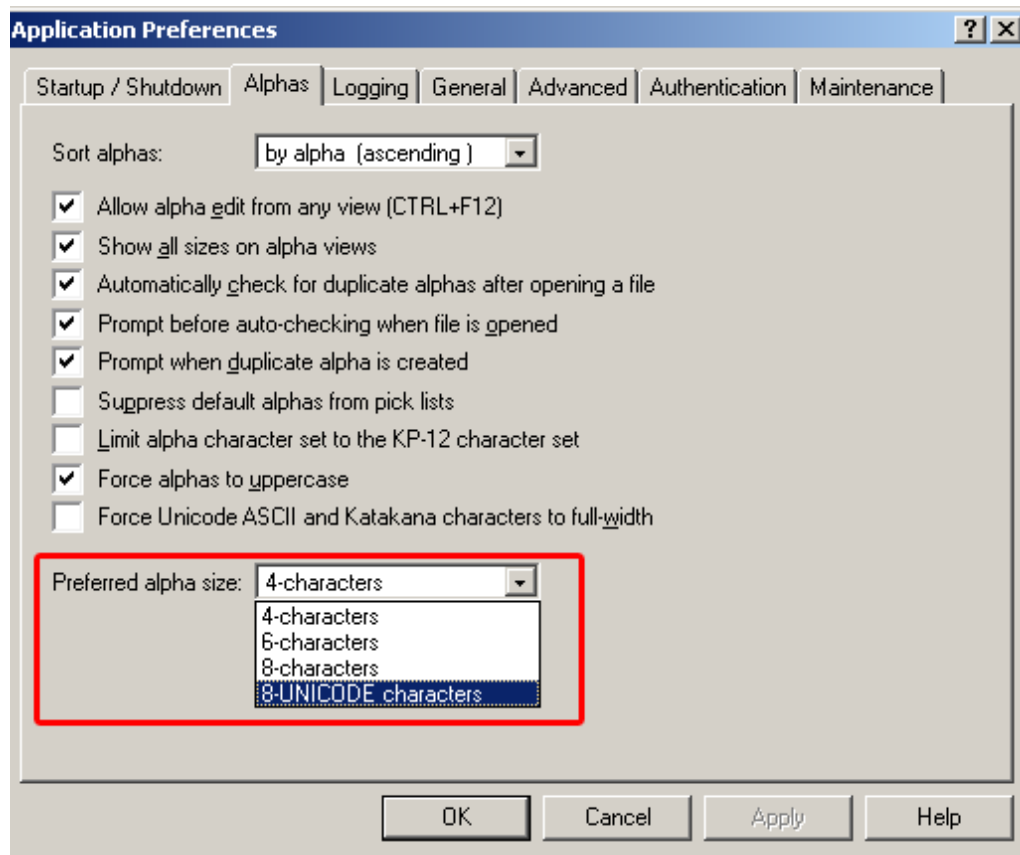 Application Preferences
Startup / Shutdown Alphas Logging General Advanced Authentication Maintenance
Sort alphas: by alpha (ascending )
Allow alpha edit from any view (CTRL+F12)
Show all sizes on alpha views
Automatically check for duplicate alphas after opening a file
Prompt before auto-checking when file is opened
Prompt when duplicate alpha is created
Suppress default alphas from pick lists
Limit alpha character set to the KP-12 character set
Force alphas to uppercase
Force Unicode ASCII and Katakana characters to full-width
Preferred alpha size: 4-characters
4-characters
6-characters
8-characters
8-UNICODE characters
OK Cancel Apply Help